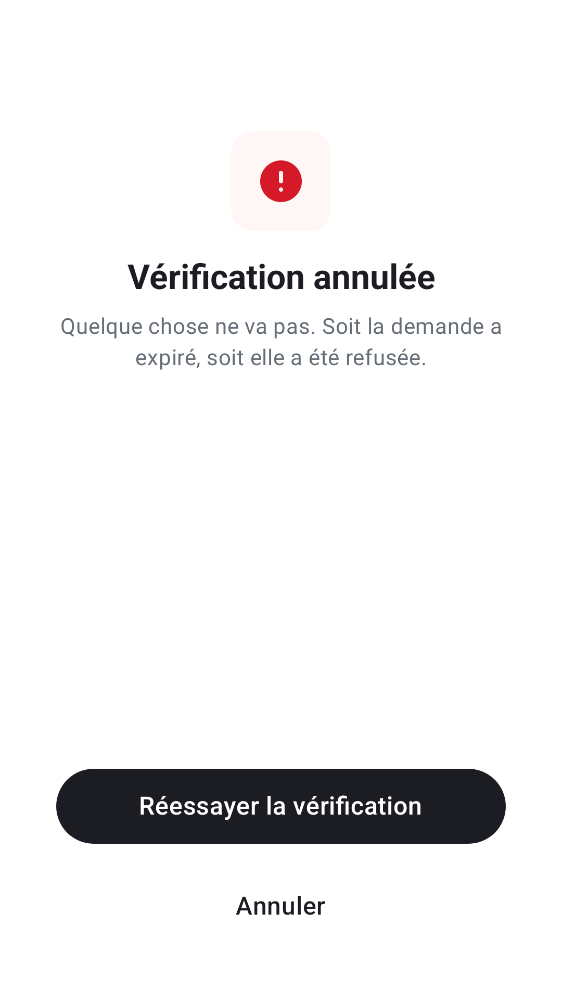 Vérification annulée
Quelque chose ne va pas. Soit la demande a
expiré, soit elle a été refusée.
Réessayer la vérification
Annuler